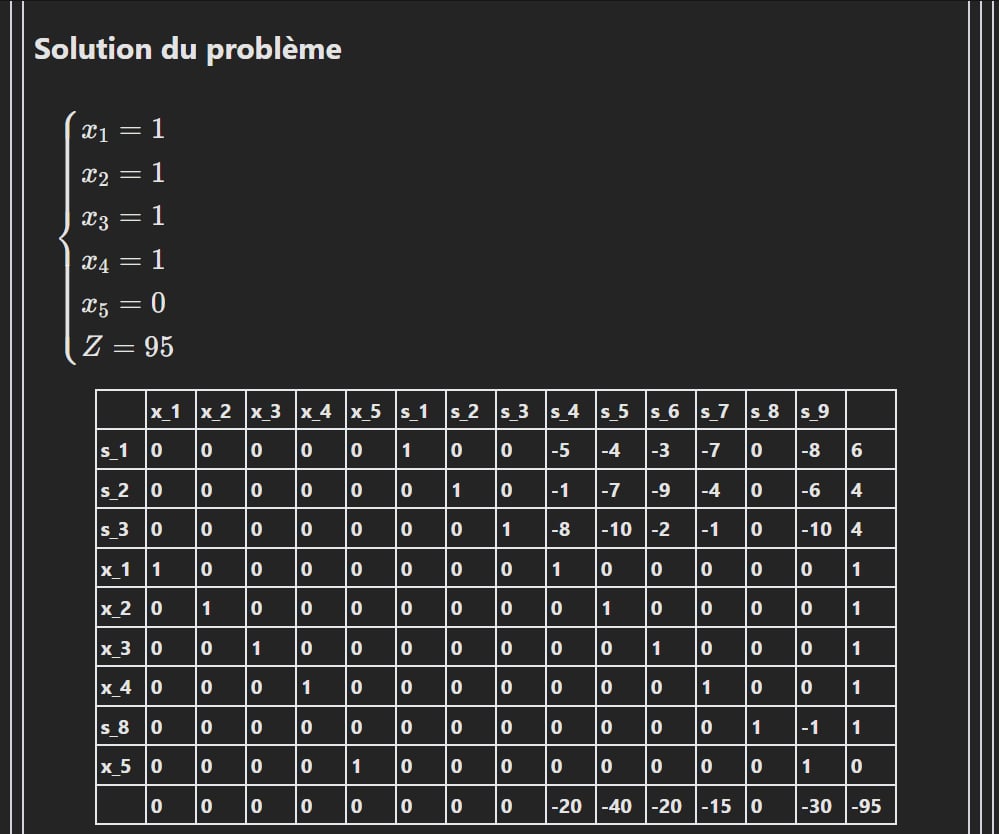 Solution du problème
x₁ = 1
x₂ = 1
x₃ = 1
x₄ = 1
x₅ = 0
Z = 95
x_1 x_2 x_3 x_4 x_5 s_1 s_2 s_3 s_4 s_5 s_6 s_7 s_8 s_9
s_1 0 0 0 0 0 1 0 0 -5 -4 -3 -7 0 -8 6
s_2 0 0 0 0 0 0 1 0 -1 -7 -9 -4 0 -6 4
s_3 0 0 0 0 0 0 0 1 -8 -10 -2 -1 0 -10 4
x_1 1 0 0 0 0 0 0 0 1 0 0 0 0 0 1
x_2 0 1 0 0 0 0 0 0 0 1 0 0 0 0 1
x_3 0 0 1 0 0 0 0 0 0 0 1 0 0 0 1
x_4 0 0 0 1 0 0 0 0 0 0 0 1 0 0 1
s_8 0 0 0 0 0 0 0 0 0 0 0 0 1 -1 1
x_5 0 0 0 0 1 0 0 0 0 0 0 0 0 1 0
0 0 0 0 0 0 0 0 -20 -40 -20 -15 0 -30 -95